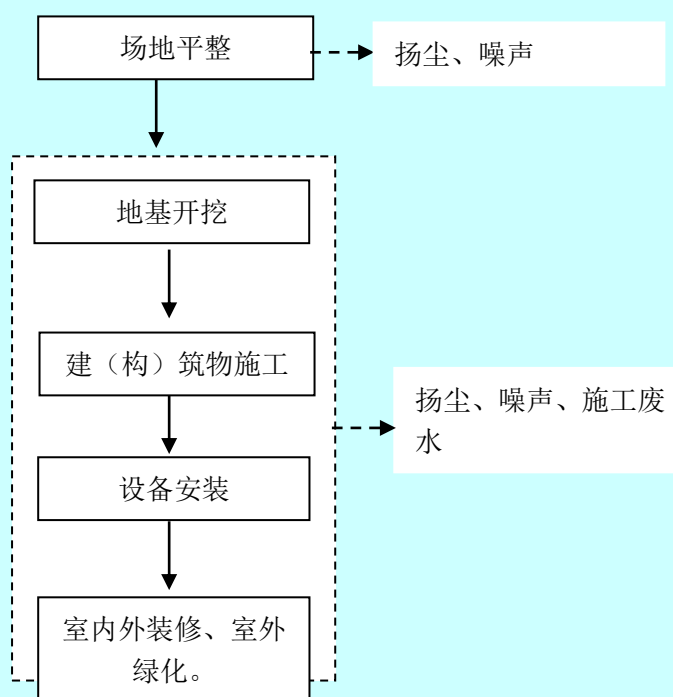 场地平整
扬尘、噪声
地基开挖
建（构）筑物施工
扬尘、噪声、施工废
水
设备安装
室内外装修、室外
绿化。